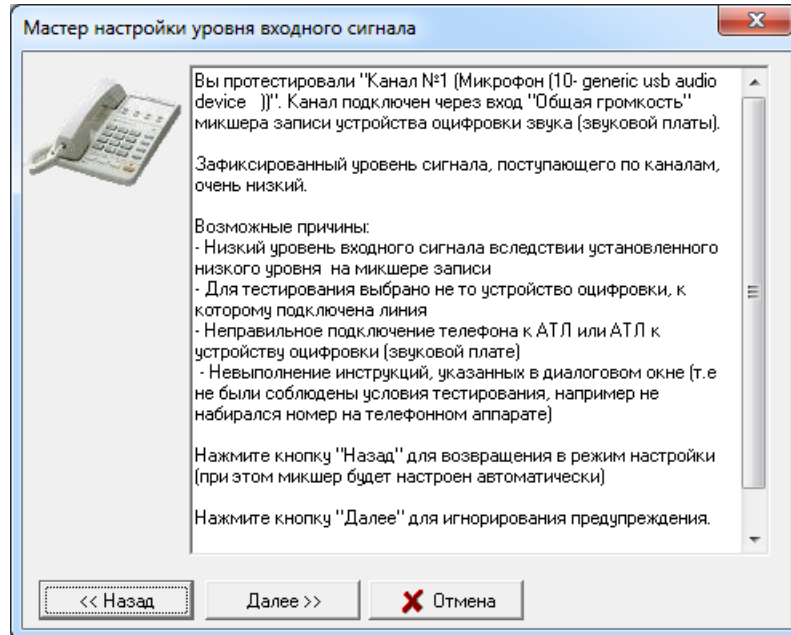 Мастер настройки уровня входного сигнала
Вы протестировали "Канал №1 (Микрофон (10- generic usb audio
device   ))". Канал подключен через вход "Общая громкость"
микшера записи устройства оцифровки звука (звуковой платы).
Зафиксированный уровень сигнала, поступающего по каналам,
очень низкий.
Возможные причины:
- Низкий уровень входного сигнала вследствии установленного
низкого уровня  на микшере записи
- Для тестирования выбрано не то устройство оцифровки, к
которому подключена линия
- Неправильное подключение телефона к АТЛ или АТЛ к
устройству оцифровки (звуковой плате)
- Невыполнение инструкций, указанных в диалоговом окне (т.е
не были соблюдены условия тестирования, например не
набирался номер на телефонном аппарате)
Нажмите кнопку "Назад" для возвращения в режим настройки
(при этом микшер будет настроен автоматически)
Нажмите кнопку "Далее" для игнорирования предупреждения.
<< Назад
Далее >>
Отмена